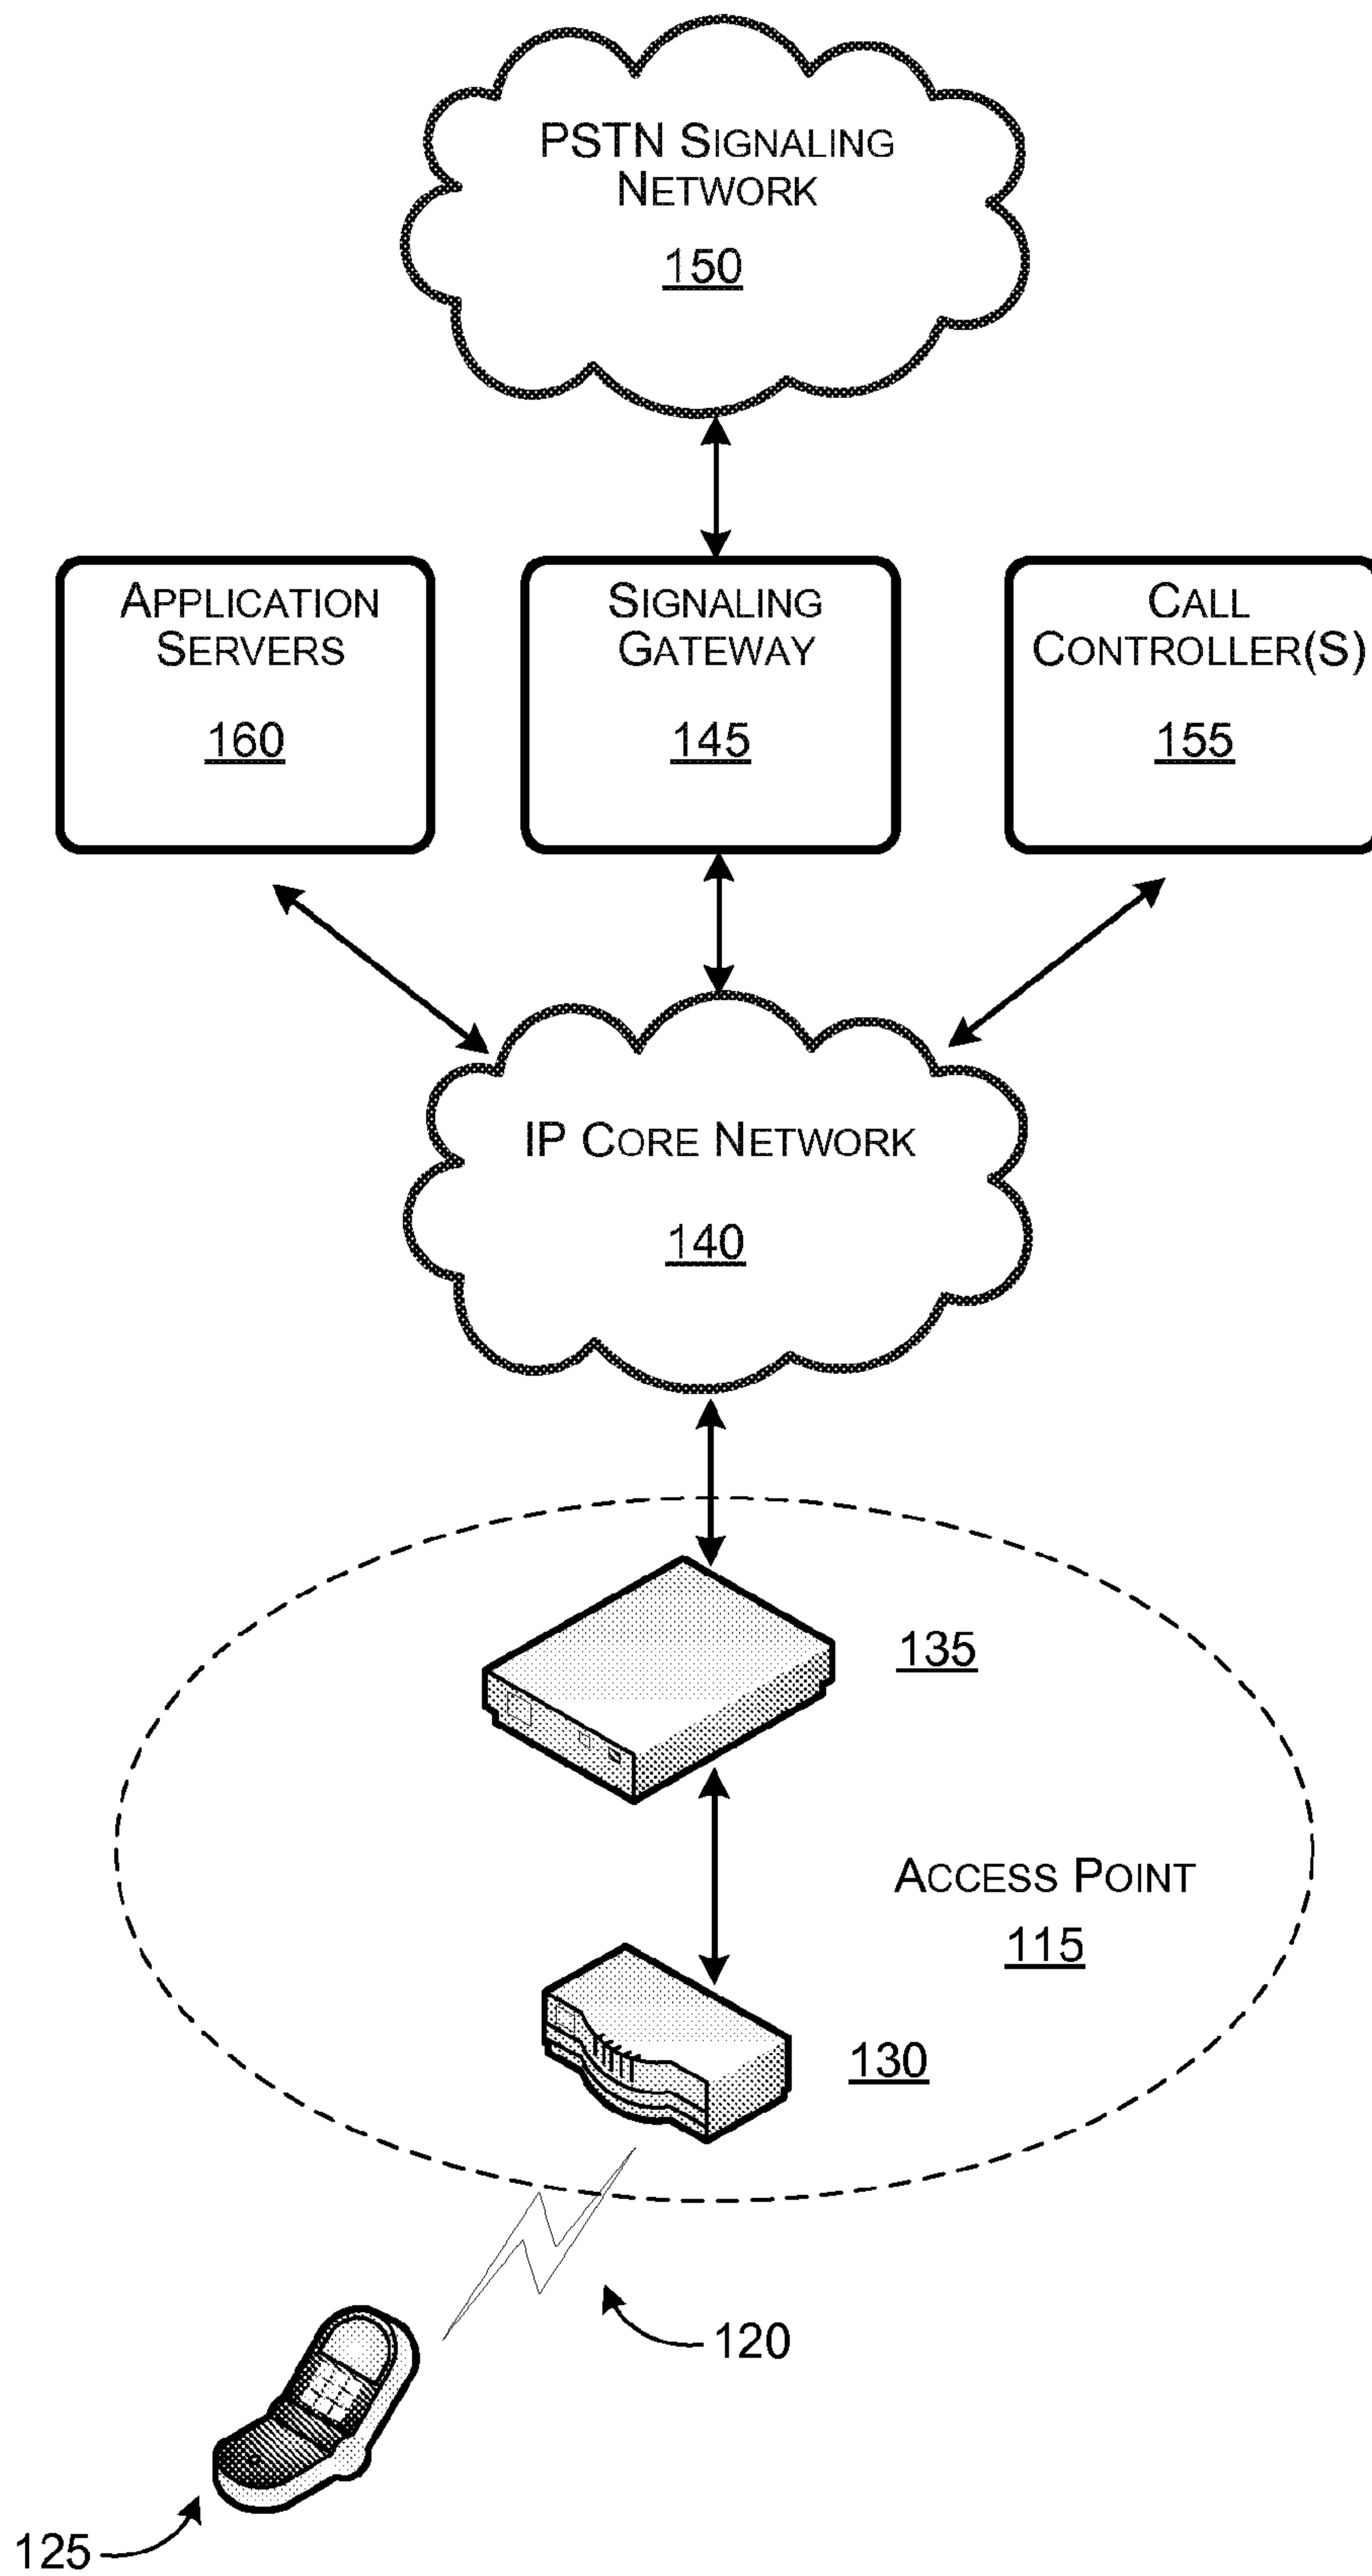 PSTN SIGNALING
NETWORK
150
APPLICATION
SERVERS
160
SIGNALING
GATEWAY
145
CALL
CONTROLLER(S)
155
IP CORE NETWORK
140
135
ACCESS POINT
115
130
120
125